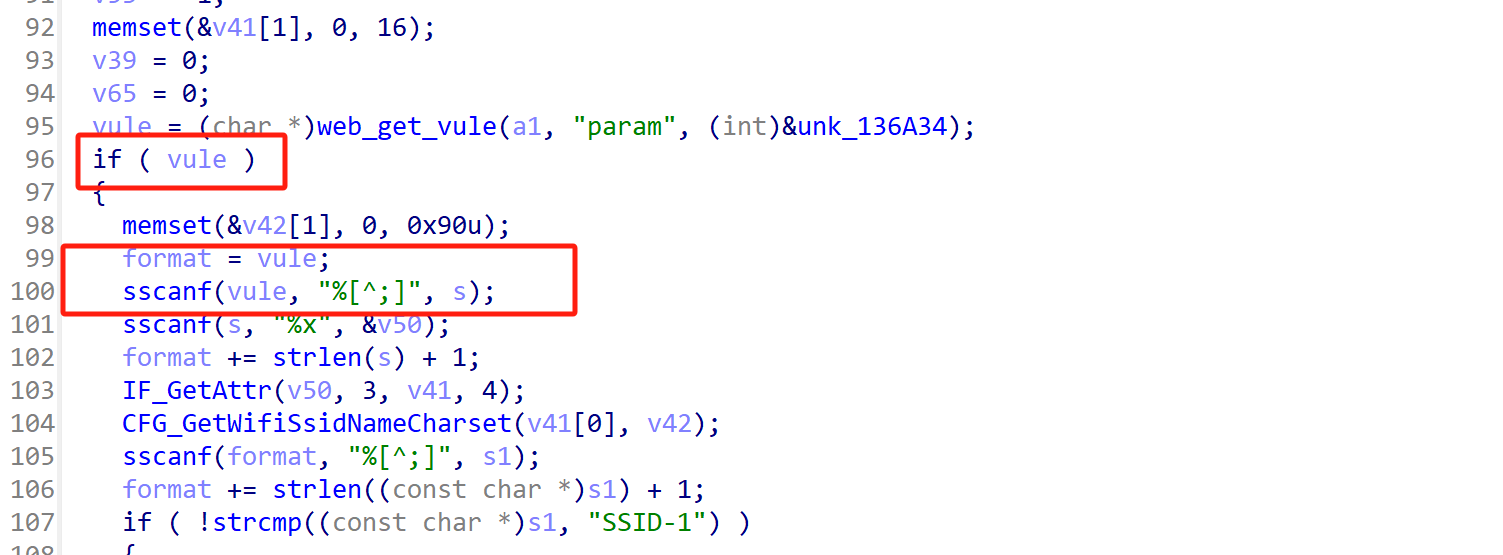 92 memset(&v41[1], 0, 16);
93 v39 = 0;
94 v65 = 0;
95 vule = (char *)web_get_vule(a1, "param", (int)&unk_136A34);
96 if ( vule )
97 {
98 memset(&v42[1], 0, 0x90u);
99 format = vule;
100 sscanf(vule, "%[^;]", s);
101 sscanf(s, "%x", &v50);
102 format += strlen(s) + 1;
103 IF_GetAttr(v50, 3, v41, 4);
104 CFG_GetWifiSsidNameCharset(v41[0], v42);
105 sscanf(format, "%[^;]", s1);
106 format += strlen((const char *)s1) + 1;
107 if ( !strcmp((const char *)s1, "SSID-1") )